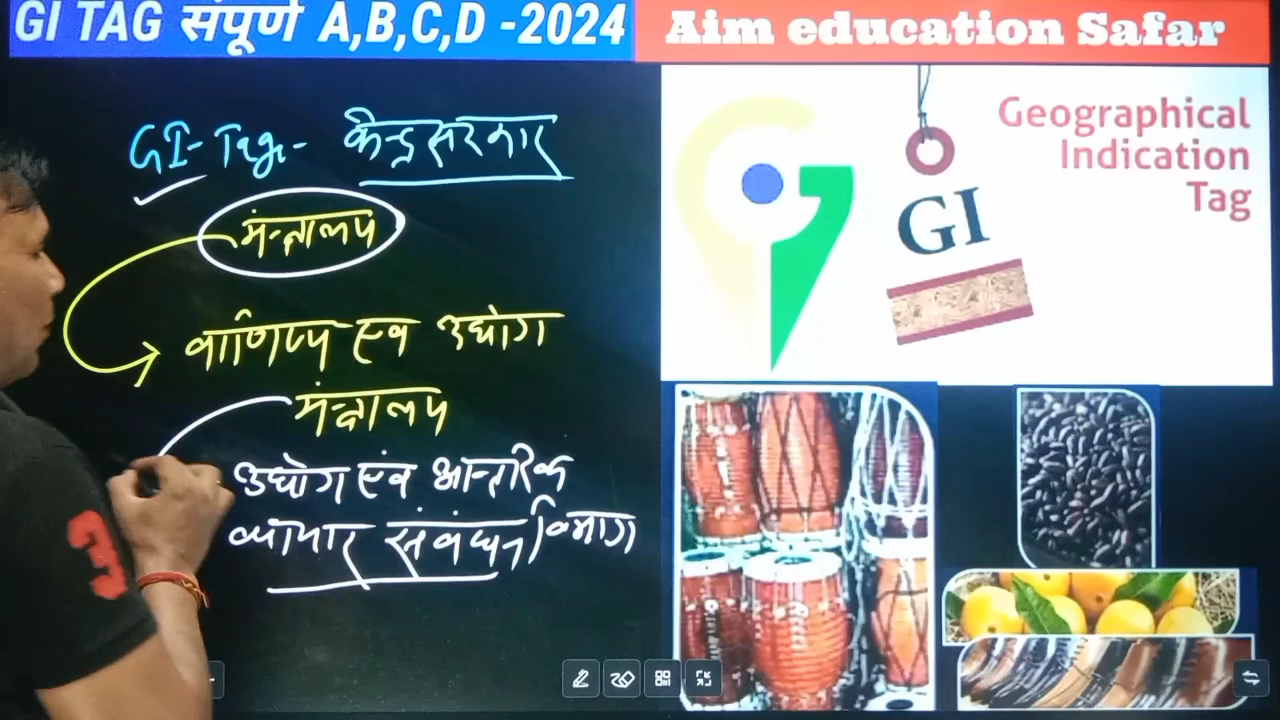 GI TAG संपूर्ण A,B,C,D -2024
Aim education Safar
GI-Tag- केन्द्र सरकार
मंत्रालय
वाणिज्य एवं उद्योग
मंत्रालय
उद्योग एवं आन्तरिक
व्यापार संवंधन विभाग
Geographical
Indication
Tag
GI
3